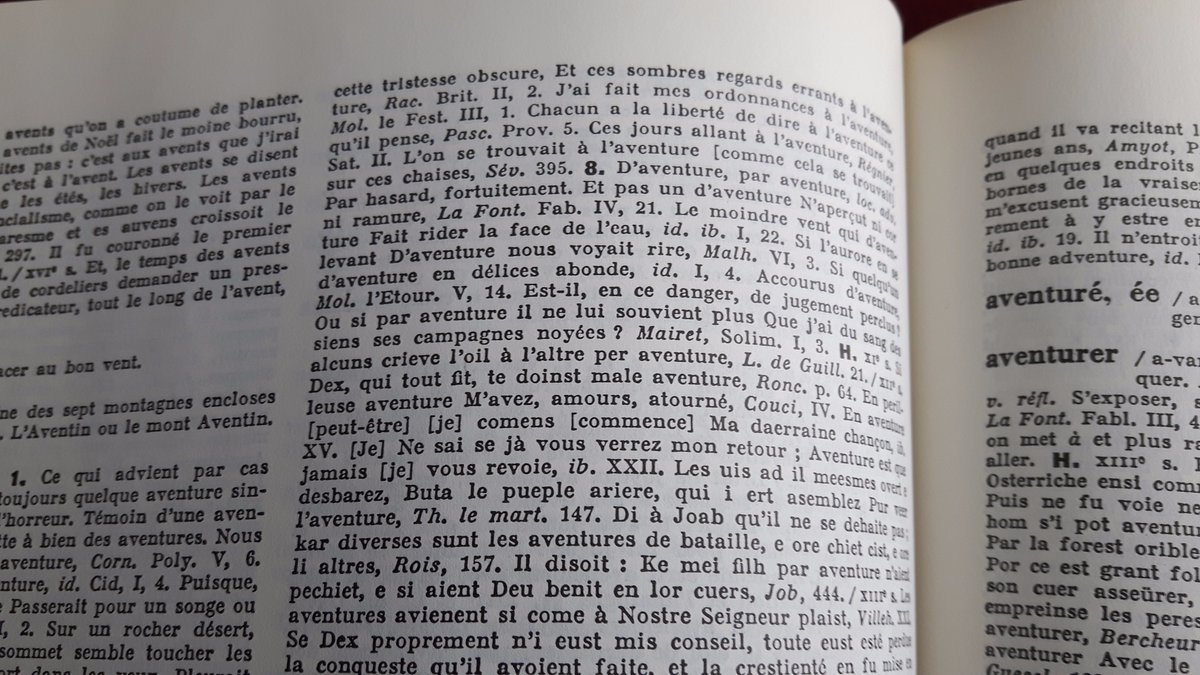 avents qu'on a coutume de planter.
avents de Noël fait le moine bourru,
ites pas : c'est aux avents que j'irai
c'est à l'avent. Les avents se disent
e les étés, les hivers. Les avents
ncialisme, comme on le voit par le
aresme et es auvens croissoit le
297. Il fu couronné le premier
/XVIe s. Et, le temps des avents
de cordeliers demander un pres-
redicateur, tout le long de l'avent,
acer au bon vent.
ne des sept montagnes encloses
. L'Aventin ou le mont Aventin.
1. Ce qui advient par cas
toujours quelque aventure sin-
l'horreur. Témoin d'une aven-
tte à bien des aventures. Nous
aventure, Corn. Poly. V, 6.
nture, id. Cid, I, 4. Puisque,
e Passerait pour un songe ou
I, 2. Sur un rocher désert,
sommet semble toucher les
cette tristesse obscure, Et ces sombres regards errants à l'aven-
ture, Rac. Brit. II, 2. J'ai fait mes ordonnances à l'aventure,
Mol. le Fest. III, 1. Chacun a la liberté de dire à l'aventure ce
qu'il pense, Pasc. Prov. 5. Ces jours allant à l'aventure, Régnier,
Sat. II. L'on se trouvait à l'aventure [comme cela se trouvait]
sur ces chaises, Sév. 395. 8. D'aventure, par aventure, loc. adv.
Par hasard, fortuitement. Et pas un d'aventure N'aperçut ni cor
ni ramure, La Font. Fab. IV, 21. Le moindre vent qui d'aven-
ture Fait rider la face de l'eau, id. ib. I, 22. Si l'aurore en se
levant D'aventure nous voyait rire, Malh. VI, 3. Si quelqu'un
d'aventure en délices abonde, id. I, 4. Accourus d'aventure,
Mol. l'Etour. V, 14. Est-il, en ce danger, de jugement perclus?
Ou si par aventure il ne lui souvient plus Que j'ai du sang des
siens ses campagnes noyées ? Mairet, Solim. I, 3. H. XIe s. Si
alcuns crieve l'oil à l'altre per aventure, L. de Guill. 21./XIIe s.
Dex, qui tout fit, te doinst male aventure, Ronc. p. 64. En peril-
leuse aventure M'avez, amours, atourné, Couci, IV. En aventure
[peut-être] [je] comens [commence] Ma daerraine chançon, ib.
XV. [Je] Ne sai se jà vous verrez mon retour ; Aventure est que
jamais [je] vous revoie, ib. XXII. Les uis ad il meesmes overt e
desbarez, Buta le pueple ariere, qui i ert asemblez Pur veer
l'aventure, Th. le mart. 147. Di à Joab qu'il ne se dehaite pas ;
kar diverses sunt les aventures de bataille, e ore chiet cist, e ore
li altres, Rois, 157. Il disoit : Ke mei filh par aventure n'aient
pechiet, e si aient Deu benit en lor cuers, Job, 444./XIIIe s. Les
aventures avienent si come à Nostre Seigneur plaist, Villeh. XXI.
Se Dex proprement n'i eust mis conseil, toute eust esté perdue
la conqueste qu'il avoient faite, et la crestienté en fu mise en
quand il va recitant
jeunes ans, Amyot, P
en quelques endroits
bornes de la vraise
m'excusent gracieusem
rement à y estre en
id. ib. 19. Il n'entroit
bonne adventure, id.
aventuré, ée /a
gen
aventurer /a-van
quer.
v. réfl. S'exposer, s
La Font. Fabl. III, 4
on met à et plus ra
aller. H. XIIIe s. I
Osterriche ensi comm
Puis ne fu voie ne
hom s'i pot aventu
Par la forest orible
Por ce est grant fol
son cuer asseürer,
empreinse les peres
aventurer, Bercheur
aventurer Avec le